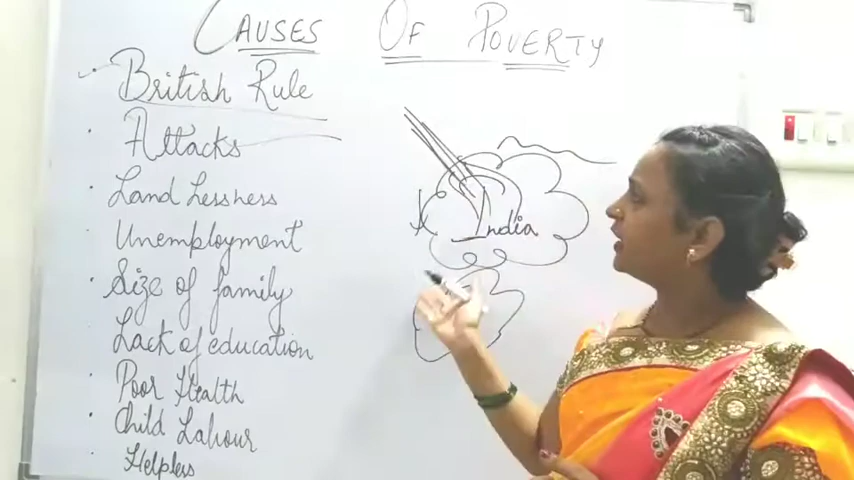 Causes Of Poverty
British Rule
Attacks
Land Lessness
Unemployment
Size of family
Lack of education
Poor Health
Child Labour
Helpless
India